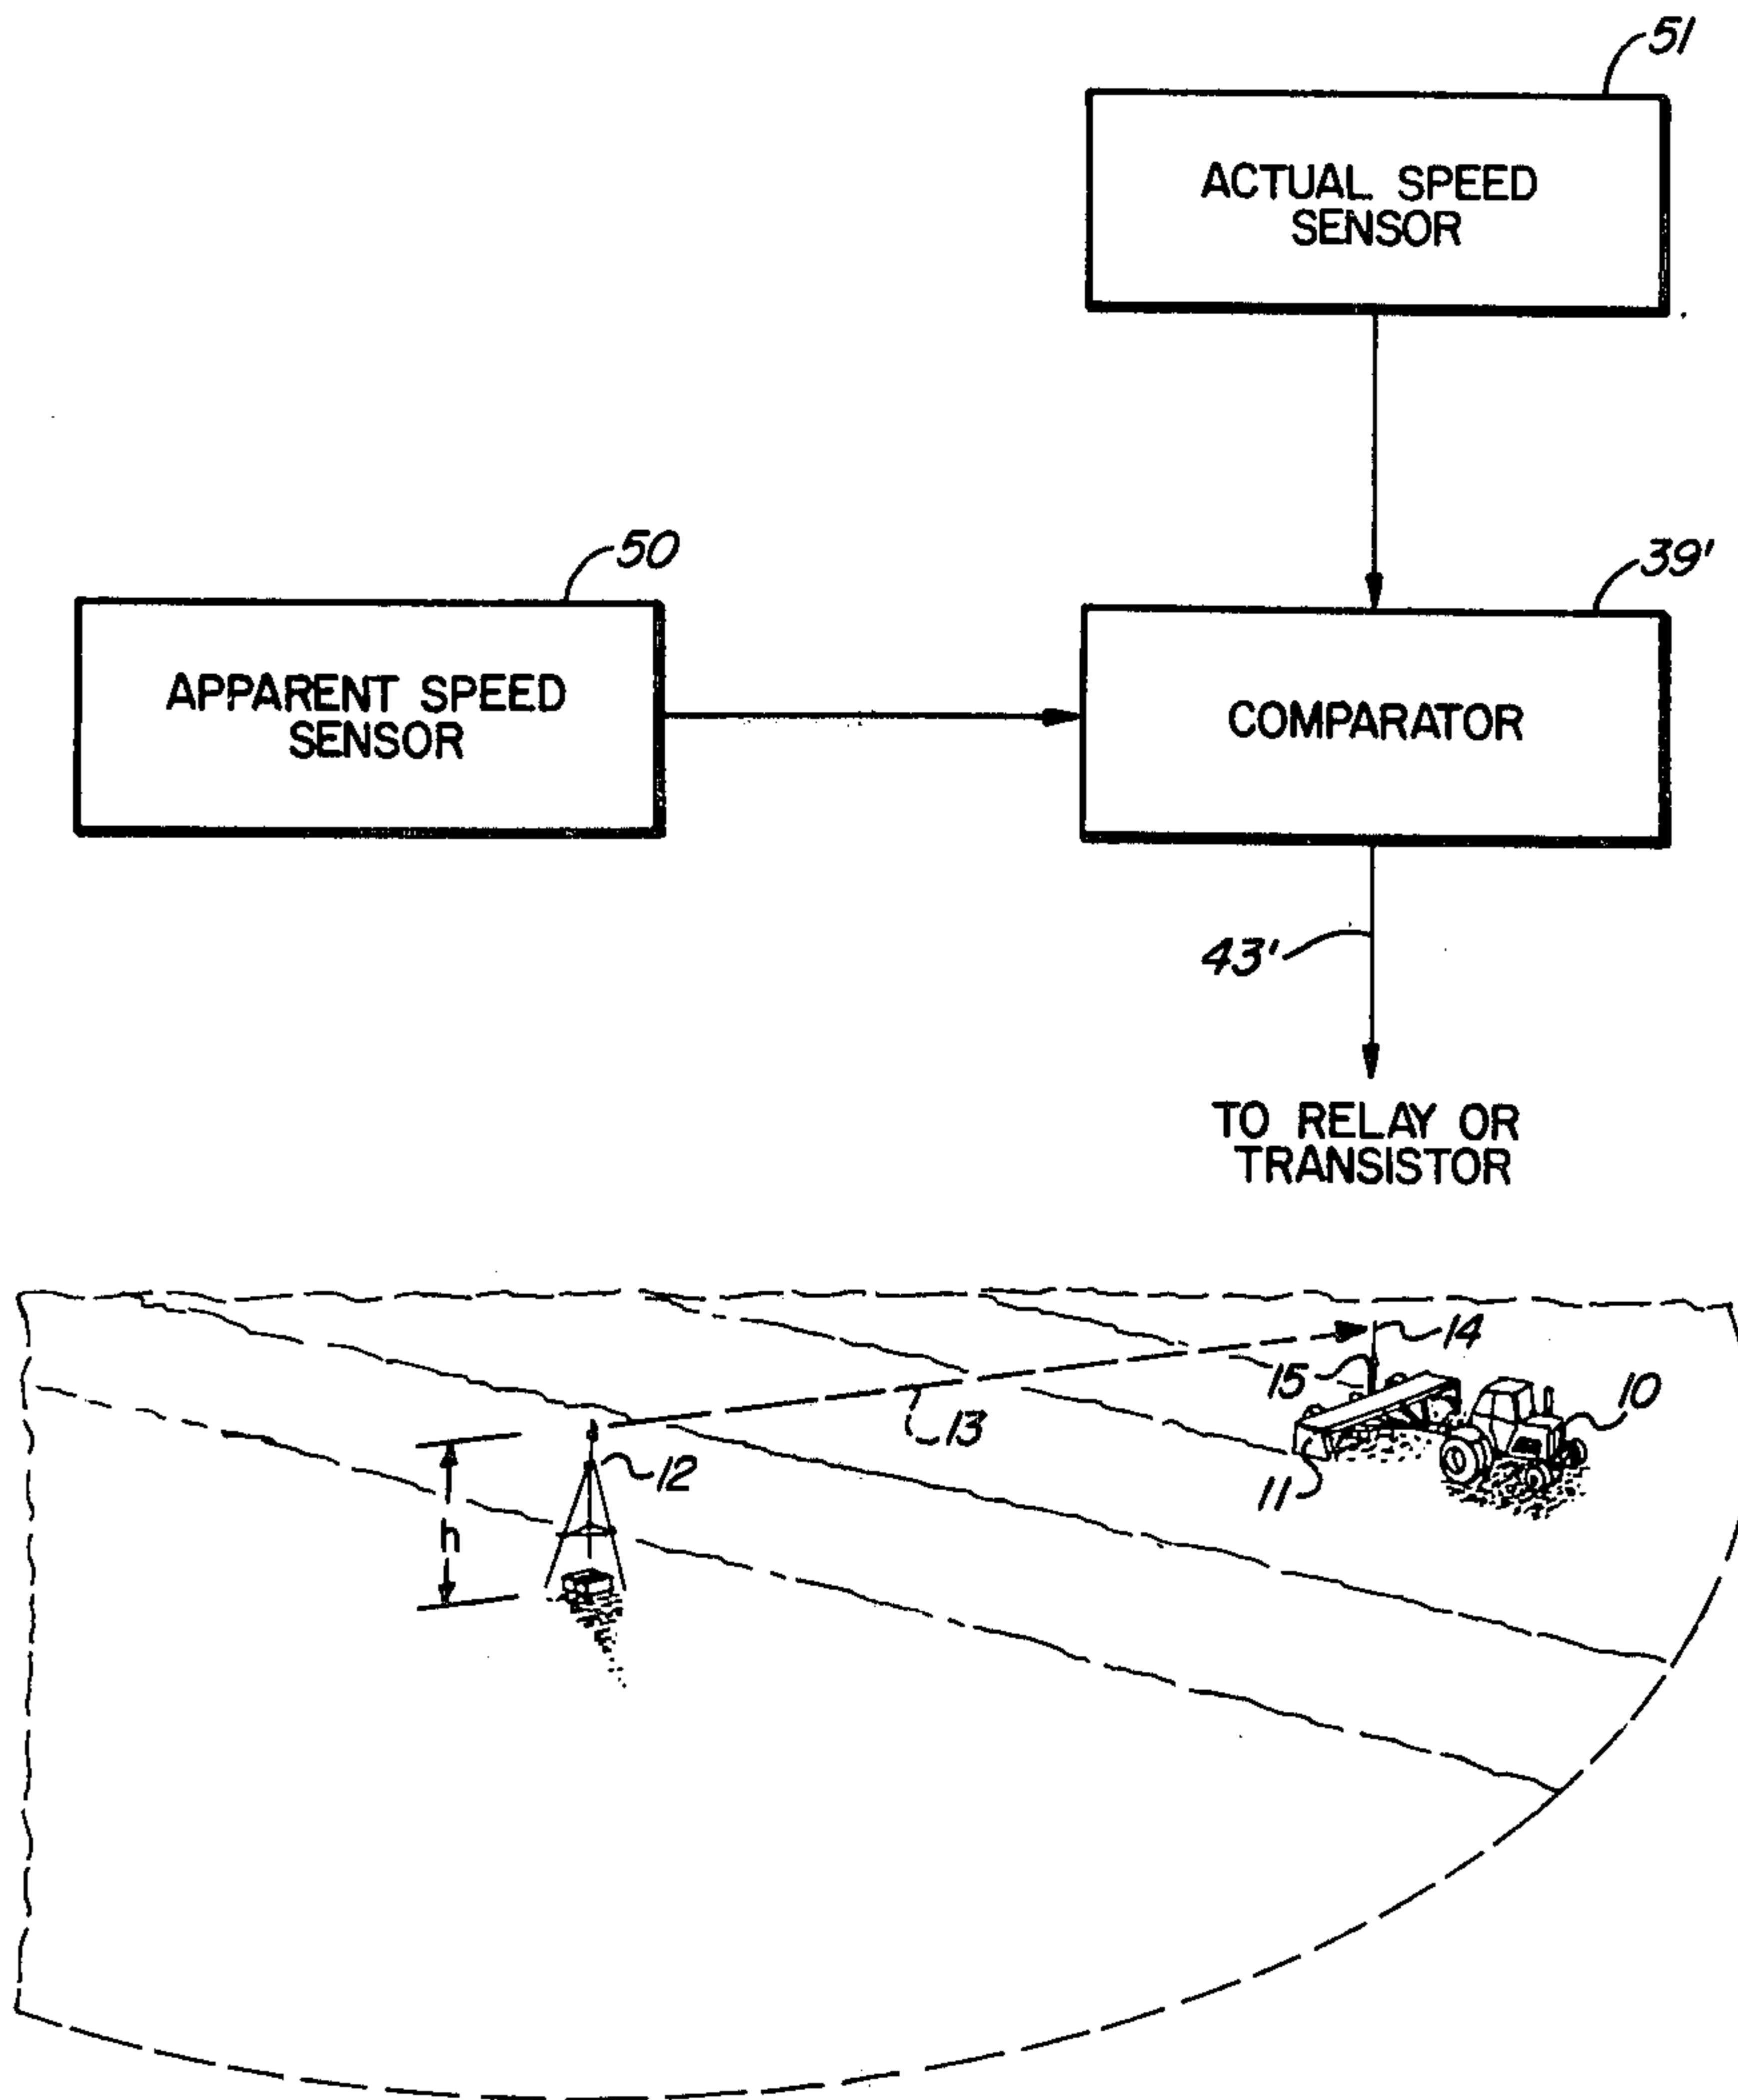 51
ACTUAL SPEED
SENSOR
50
39'
APPARENT SPEED
SENSOR
COMPARATOR
43'
TO RELAY OR
TRANSISTOR
14
15
10
13
12
11
h